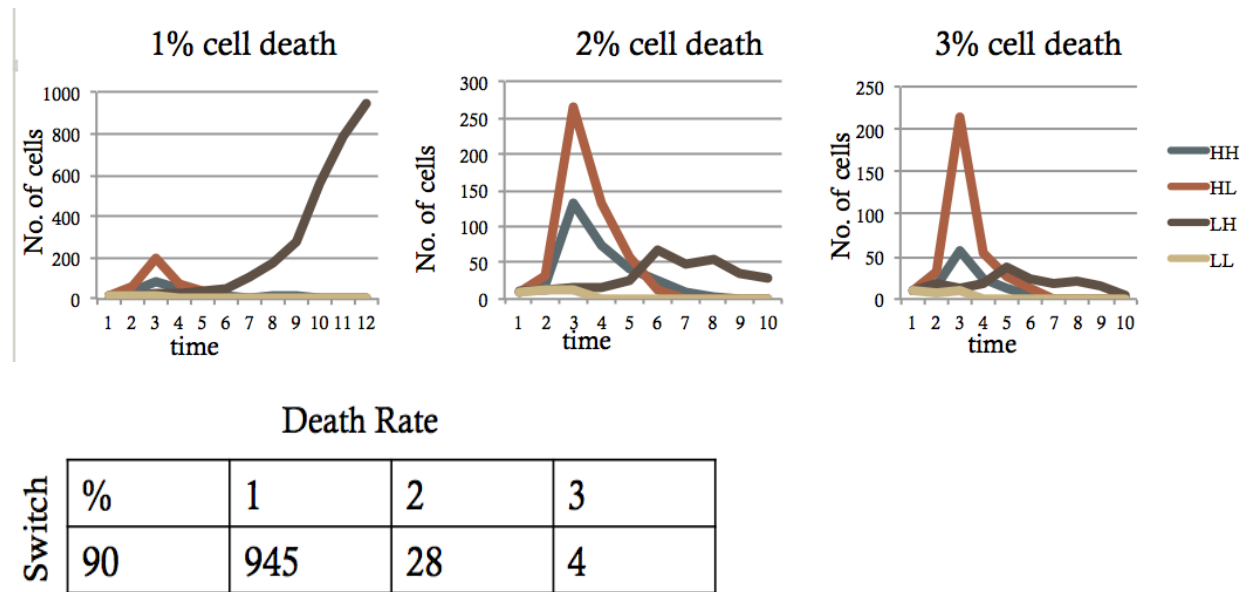 1% cell death
2% cell death
3% cell death
No. of cells
1000
800
600
400
200
0
1 2 3 4 5 6 7 8 9 10 11 12
time
No. of cells
300
250
200
150
100
50
0
1 2 3 4 5 6 7 8 9 10
time
No. of cells
250
200
150
100
50
0
1 2 3 4 5 6 7 8 9 10
time
HH
HL
LH
LL
Death Rate
Switch
% 1 2 3
90 945 28 4